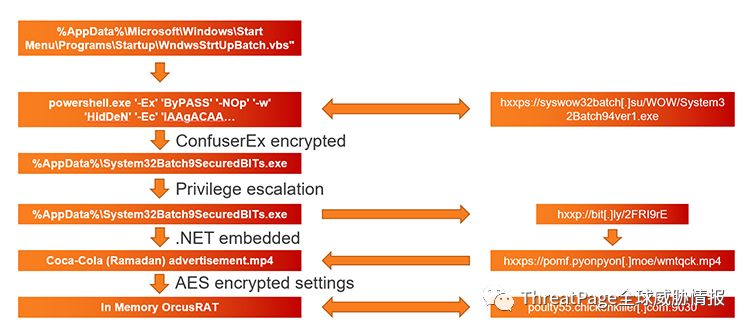 %AppData%\Microsoft\Windows\Start
Menu\Programs\Startup\WndwsStrtUpBatch.vbs"
powershell.exe '-Ex' 'ByPASS' '-NOp' '-w'
'HidDeN' '-Ec' 'IAAgACAA...
hxxps://syswow32batch[.]su/WOW/System3
2Batch94ver1.exe
ConfuserEx encrypted
%AppData%\System32Batch9SecuredBITs.exe
Privilege escalation
%AppData%\System32Batch9SecuredBITs.exe
hxxp://bit[.]ly/2FRI9rE
.NET embedded
Coca-Cola (Ramadan) advertisement.mp4
hxxps://pomf.pyonpyon[.]moe/wmtqck.mp4
AES encrypted settings
In Memory OrcusRAT
poulty55.chickenkiller[.]com:9030
ThreatPage全球威胁情报